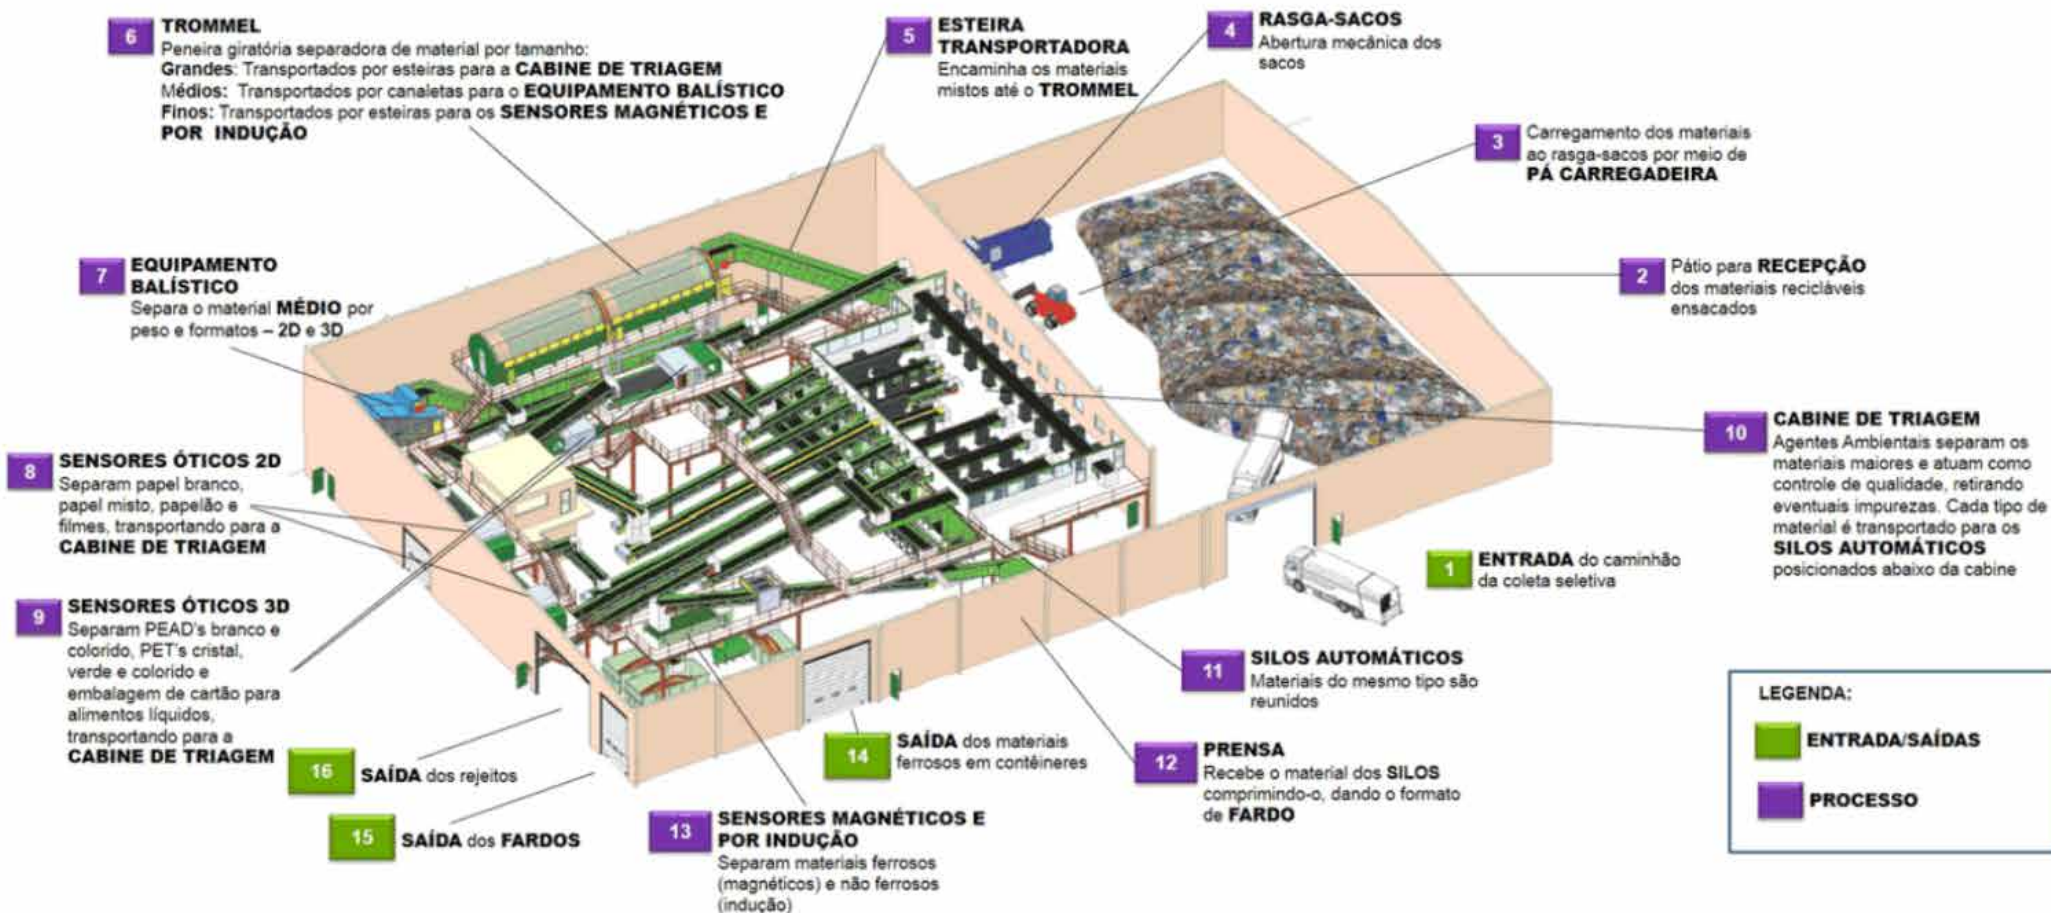 6
TROMMEL
Peneira giratória separadora de material por tamanho:
Grandes: Transportados por esteiras para a CABINE DE TRIAGEM
Médios: Transportados por canaletas para o EQUIPAMENTO BALÍSTICO
Finos: Transportados por esteiras para os SENSORES MAGNÉTICOS E
POR INDUÇÃO
5
ESTEIRA
TRANSPORTADORA
Encaminha os materiais
mistos até o TROMMEL
4
RASGA-SACOS
Abertura mecânica dos
sacos
3
Carregamento dos materiais
ao rasga-sacos por meio de
PÁ CARREGADEIRA
2
Pátio para RECEPÇÃO
dos materiais recicláveis
ensacados
7
EQUIPAMENTO
BALÍSTICO
Separa o material MÉDIO por
peso e formatos – 2D e 3D
8
SENSORES ÓTICOS 2D
Separam papel branco,
papel misto, papelão e
filmes, transportando para a
CABINE DE TRIAGEM
9
SENSORES ÓTICOS 3D
Separam PEAD's branco e
colorido, PET's cristal,
verde e colorido e
embalagem de cartão para
alimentos líquidos,
transportando para a
CABINE DE TRIAGEM
10
CABINE DE TRIAGEM
Agentes Ambientais separam os
materiais maiores e atuam como
controle de qualidade, retirando
eventuais impurezas. Cada tipo de
material é transportado para os
SILOS AUTOMÁTICOS
posicionados abaixo da cabine
1
ENTRADA do caminhão
da coleta seletiva
11
SILOS AUTOMÁTICOS
Materiais do mesmo tipo são
reunidos
12
PRENSA
Recebe o material dos SILOS
comprimindo-o, dando o formato
de FARDO
14
SAÍDA dos materiais
ferrosos em contêineres
16
SAÍDA dos rejeitos
15
SAÍDA dos FARDOS
13
SENSORES MAGNÉTICOS E
POR INDUÇÃO
Separam materiais ferrosos
(magnéticos) e não ferrosos
(indução)
LEGENDA:
ENTRADA/SAÍDAS
PROCESSO